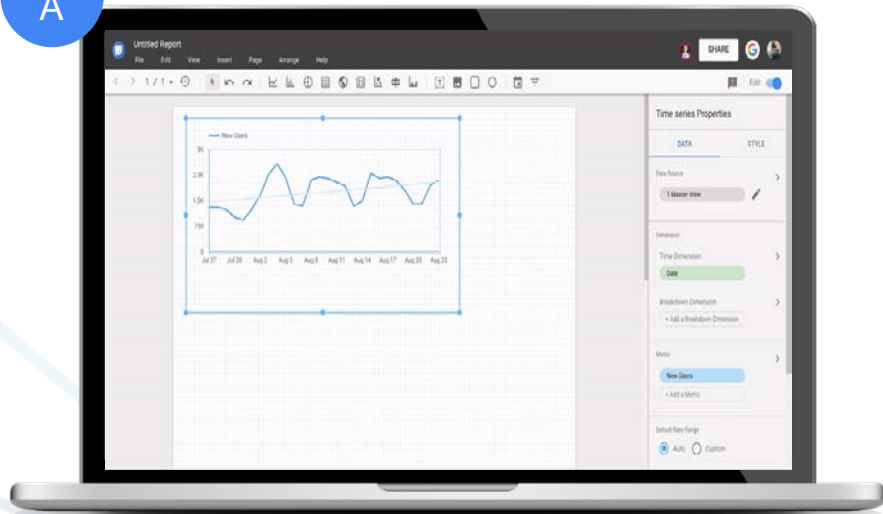 A
Untitled Report
File Edit View Insert Page Arrange Help
SHARE
1 / 1
Edit
Time series Properties
DATA STYLE
Data Source
1 Master View
Dimension
Time Dimension
Date
Breakdown Dimension
+ Add a Breakdown Dimension
Metric
New Users
+ Add a Metric
Default Date Range
Auto Custom
New Users
3K
1.5K
0
Jul 27 Jul 30 Aug 2 Aug 5 Aug 8 Aug 11 Aug 14 Aug 17 Aug 20 Aug 23